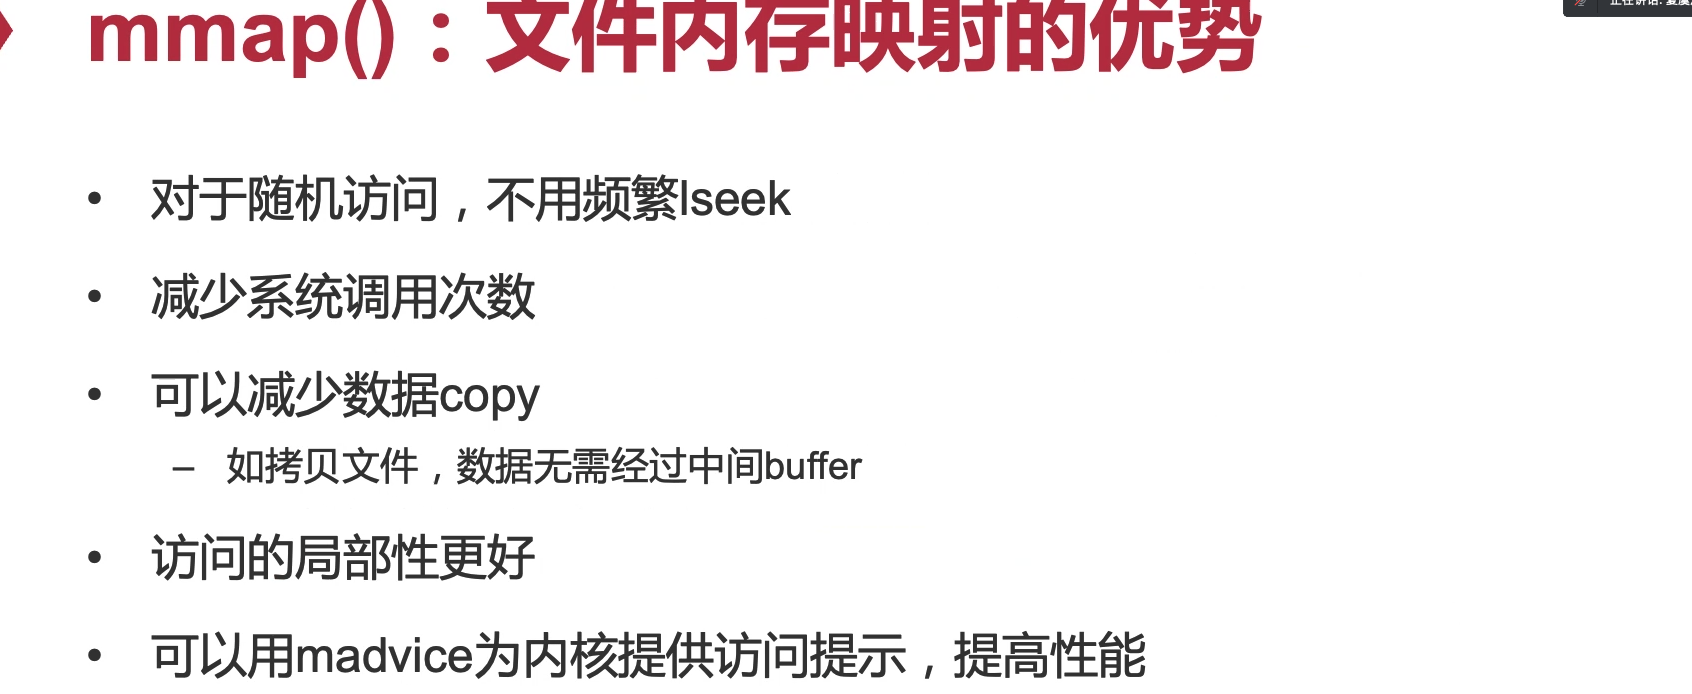 mmap()：文件内存映射的优势
正在讲话:
• 对于随机访问，不用频繁lseek
• 减少系统调用次数
• 可以减少数据copy
– 如拷贝文件，数据无需经过中间buffer
• 访问的局部性更好
• 可以用madvice为内核提供访问提示，提高性能